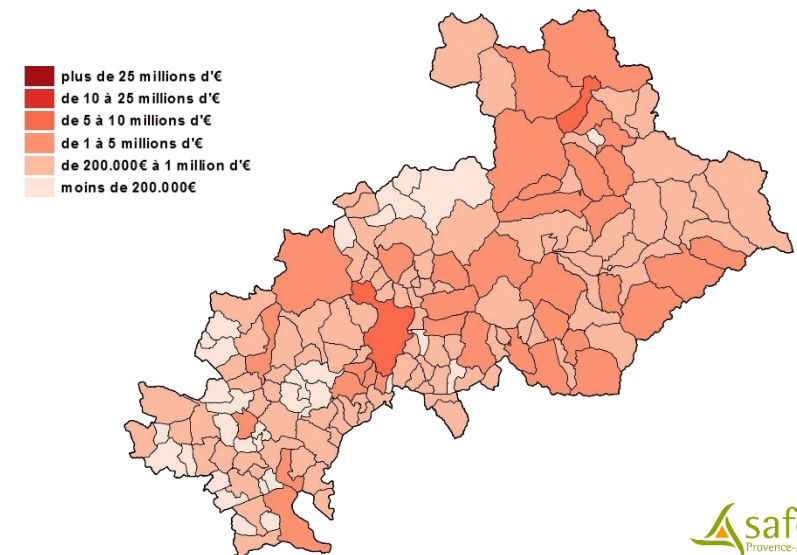 plus de 25 millions d'€
de 10 à 25 millions d'€
de 5 à 10 millions d'€
de 1 à 5 millions d'€
de 200.000€ à 1 million d'€
moins de 200.000€
Provence-